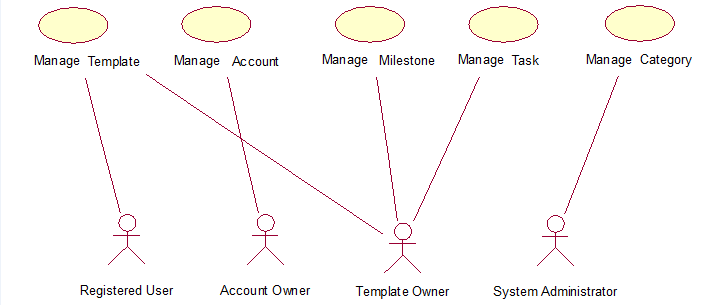 Manage Template
Manage Account
Manage Milestone
Manage Task
Manage Category
Registered User
Account Owner
Template Owner
System Administrator